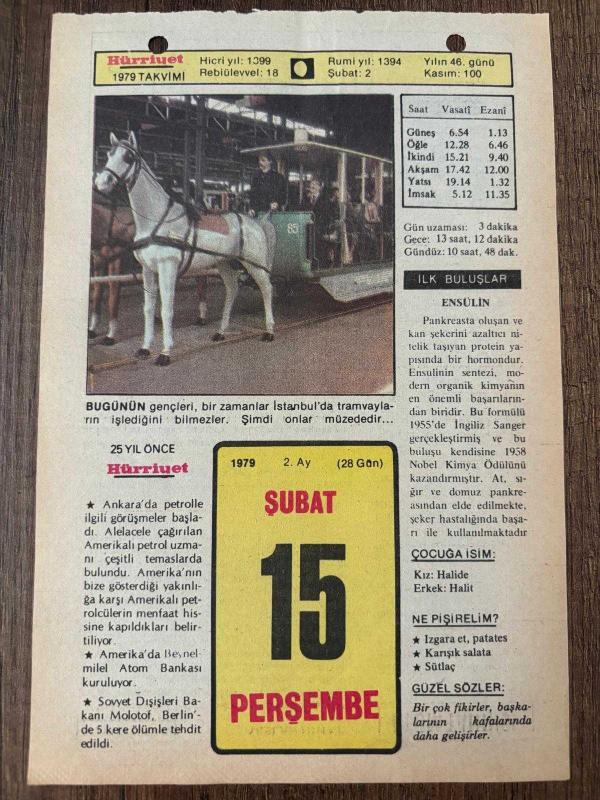 Hürriyet
1979 TAKVİMİ
Hicri yıl: 1399
Rebiülevvel: 18
Rumi yıl: 1394
Şubat: 2
Yılın 46. günü
Kasım: 100
85
BUGÜNÜN gençleri, bir zamanlar İstanbul'da tramvayla-
rın işlediğini bilmezler. Şimdi onlar müzededir...
Saat Vasatî Ezanî
Güneş 6.54 1.13
Öğle 12.28 6.46
İkindi 15.21 9.40
Akşam 17.42 12.00
Yatsı 19.14 1.32
İmsak 5.12 11.35
Gün uzaması: 3 dakika
Gece: 13 saat, 12 dakika
Gündüz: 10 saat, 48 dak.
İLK BULUŞLAR
ENSÜLİN
Pankreasta oluşan ve
kan şekerini azaltıcı ni-
telik taşıyan protein ya-
pısında bir hormondur.
Ensulinin sentezi, mo-
dern organik kimyanın
en önemli başarıların-
dan biridir. Bu formülü
1955'de İngiliz Sanger
gerçekleştirmiş ve bu
buluşu kendisine 1958
Nobel Kimya Ödülünü
kazandırmıştır. At, sı-
ğır ve domuz pankre-
asından elde edilmekte,
şeker hastalığında başa-
rı ile kullanılmaktadır
ÇOCUĞA İSİM:
Kız: Halide
Erkek: Halit
NE PİŞİRELİM?
★ Izgara et, patates
★ Karışık salata
★ Sütlaç
GÜZEL SÖZLER:
Bir çok fikirler, başka-
larının kafalarında
daha gelişirler.
25 YIL ÖNCE
Hürriyet
★ Ankara'da petrolle
ilgili görüşmeler başla-
dı. Alelacele çağırılan
Amerikalı petrol uzma-
nı çeşitli temaslarda
bulundu. Amerika'nın
bize gösterdiği yakınlı-
ğa karşı Amerikalı pet-
rolcülerin menfaat his-
sine kapıldıkları belir-
tiliyor.
★ Amerika'da Beynel-
milel Atom Bankası
kuruluyor.
★ Sovyet Dışişleri Ba-
kanı Molotof, Berlin'-
de 5 kere ölümle tehdit
edildi.
1979 2. Ay (28 Gün)
ŞUBAT
15
PERŞEMBE